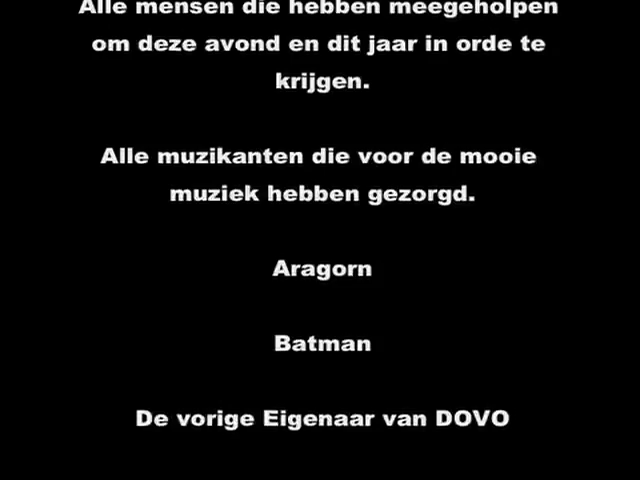 Alle mensen die hebben meegeholpen
om deze avond en dit jaar in orde te
krijgen.
Alle muzikanten die voor de mooie
muziek hebben gezorgd.
Aragorn
Batman
De vorige Eigenaar van DOVO